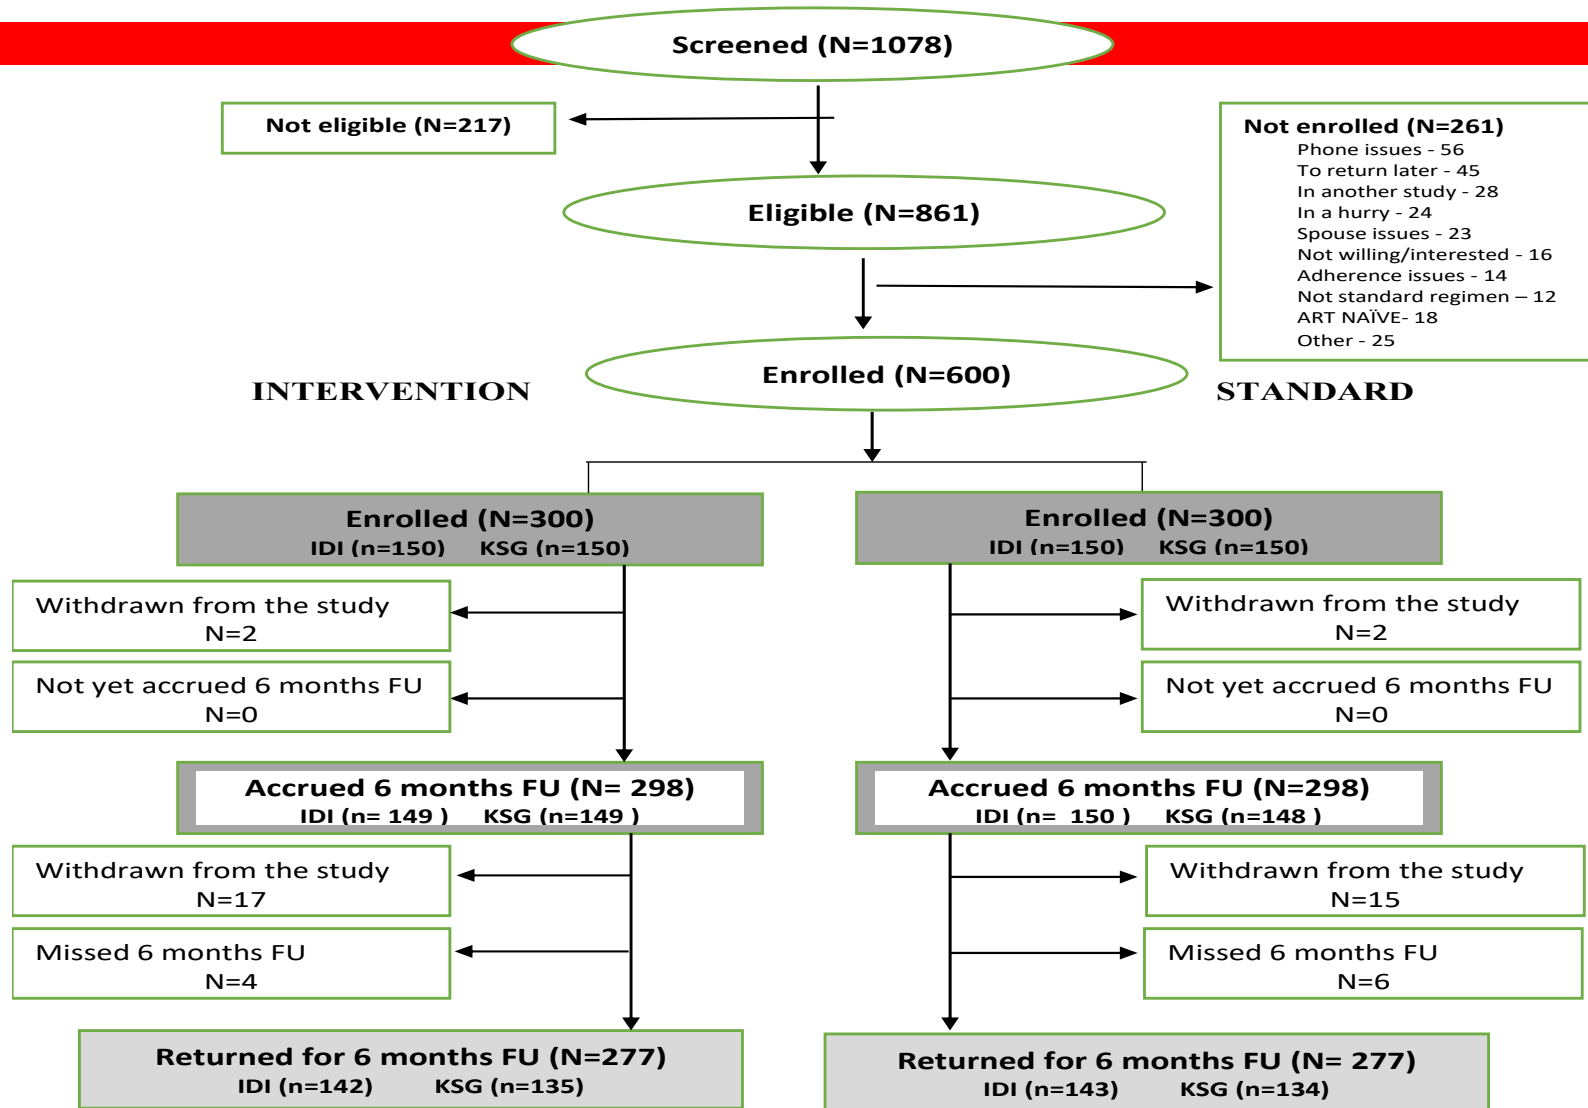 Screened (N=1078)
Not eligible (N=217)
Not enrolled (N=261)
Phone issues - 56
To return later - 45
In another study - 28
In a hurry - 24
Spouse issues - 23
Not willing/interested - 16
Adherence issues - 14
Not standard regimen – 12
ART NAÏVE- 18
Other - 25
Eligible (N=861)
Enrolled (N=600)
INTERVENTION
STANDARD
Enrolled (N=300)
IDI (n=150) KSG (n=150)
Enrolled (N=300)
IDI (n=150) KSG (n=150)
Withdrawn from the study
N=2
Withdrawn from the study
N=2
Not yet accrued 6 months FU
N=0
Not yet accrued 6 months FU
N=0
Accrued 6 months FU (N= 298)
IDI (n= 149 ) KSG (n=149 )
Accrued 6 months FU (N=298)
IDI (n= 150 ) KSG (n=148 )
Withdrawn from the study
N=17
Withdrawn from the study
N=15
Missed 6 months FU
N=4
Missed 6 months FU
N=6
Returned for 6 months FU (N=277)
IDI (n=142) KSG (n=135)
Returned for 6 months FU (N= 277)
IDI (n=143) KSG (n=134)